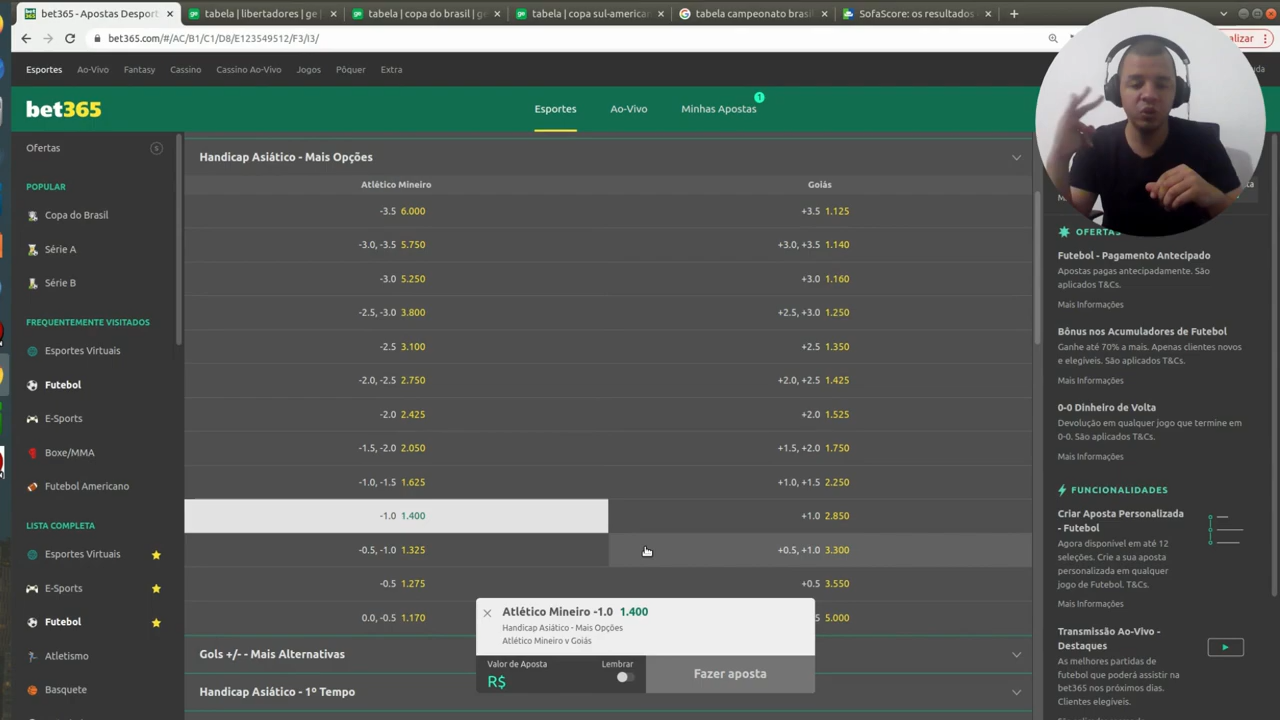 bet365 - Apostas Desport
tabela | libertadores | ge |
tabela | copa do brasil | g
tabela | copa sul-american
tabela campeonato brasil
SofaScore: os resultados
bet365.com/#/AC/B1/C1/D8/E123549512/F3/I3/
alizar
Esportes
Ao-Vivo
Fantasy
Cassino
Cassino Ao-Vivo
Jogos
Pôquer
Extra
uda
bet365
Esportes
Ao-Vivo
Minhas Apostas
1
Ofertas
POPULAR
Copa do Brasil
Série A
Série B
FREQUENTEMENTE VISITADOS
Esportes Virtuais
Futebol
E-Sports
Boxe/MMA
Futebol Americano
LISTA COMPLETA
Esportes Virtuais
E-Sports
Futebol
Atletismo
Basquete
Handicap Asiático - Mais Opções
Atlético Mineiro
Goiás
-3.5 6.000
+3.5 1.125
-3.0, -3.5 5.750
+3.0, +3.5 1.140
-3.0 5.250
+3.0 1.160
-2.5, -3.0 3.800
+2.5, +3.0 1.250
-2.5 3.100
+2.5 1.350
-2.0, -2.5 2.750
+2.0, +2.5 1.425
-2.0 2.425
+2.0 1.525
-1.5, -2.0 2.050
+1.5, +2.0 1.750
-1.0, -1.5 1.625
+1.0, +1.5 2.250
-1.0 1.400
+1.0 2.850
-0.5, -1.0 1.325
+0.5, +1.0 3.300
-0.5 1.275
+0.5 3.550
0.0, -0.5 1.170
5.000
Atlético Mineiro -1.0 1.400
Handicap Asiático - Mais Opções
Atlético Mineiro v Goiás
Valor de Aposta
Lembrar
R$
Fazer aposta
Gols +/- - Mais Alternativas
Handicap Asiático - 1º Tempo
OFERTAS
Futebol - Pagamento Antecipado
Apostas pagas antecipadamente. São
aplicados T&Cs.
Mais Informações
Bônus nos Acumuladores de Futebol
Ganhe até 70% a mais. Apenas clientes novos
e elegíveis. São aplicados T&Cs.
Mais Informações
0-0 Dinheiro de Volta
Devolução em qualquer jogo que termine em
0-0. São aplicados T&Cs.
Mais Informações
FUNCIONALIDADES
Criar Aposta Personalizada
- Futebol
Agora disponível em até 12
seleções. Crie a sua aposta
personalizada em qualquer
jogo de Futebol. T&Cs.
Mais Informações
Transmissão Ao-Vivo -
Destaques
As melhores partidas de
futebol que poderá assistir na
bet365 nos próximos dias.
Clientes elegíveis.